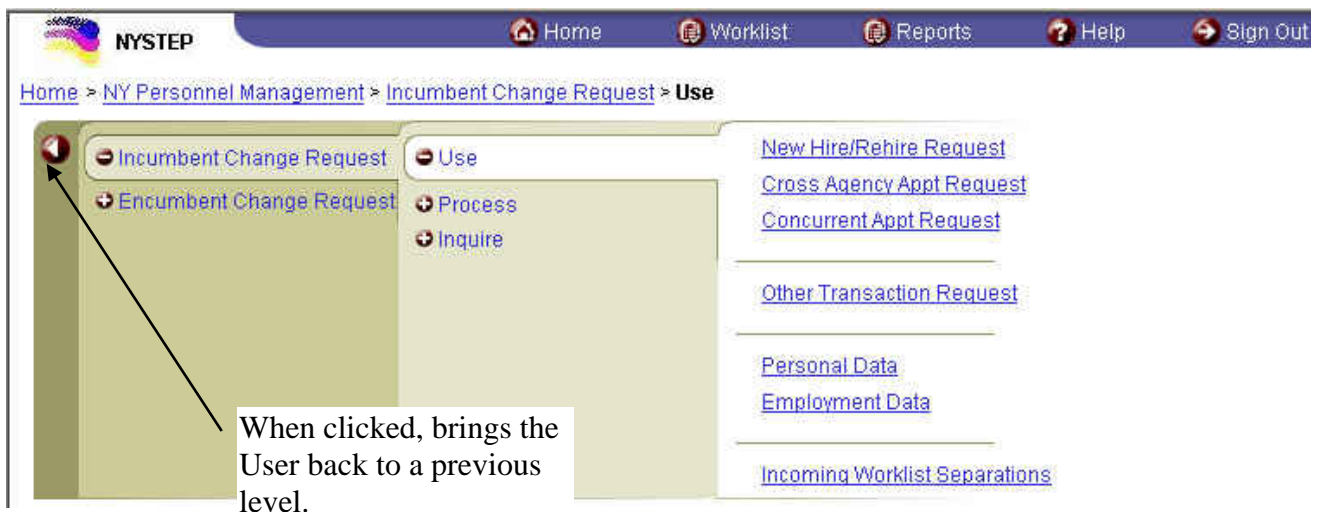 NYSTEP Home Worklist Reports Help Sign Out
Home > NY Personnel Management > Incumbent Change Request > Use
Incumbent Change Request
Encumbent Change Request
Use
Process
Inquire
New Hire/Rehire Request
Cross Agency Appt Request
Concurrent Appt Request
Other Transaction Request
Personal Data
Employment Data
Incoming Worklist Separations
When clicked, brings the
User back to a previous
level.